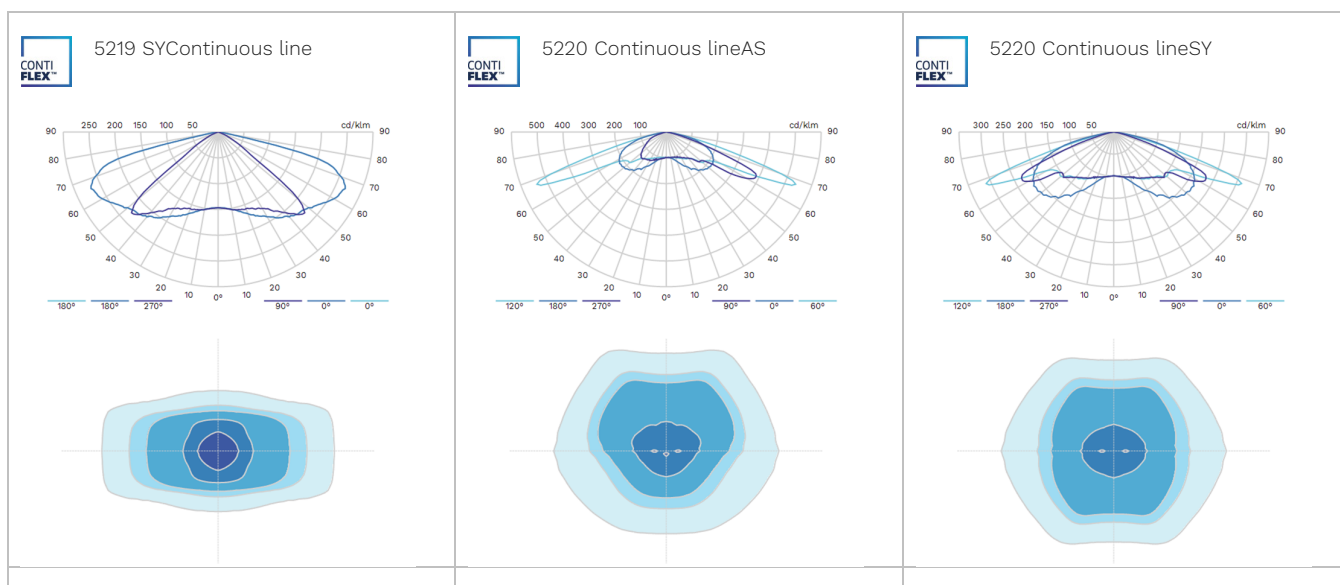 5219 SYContinuous line
CONTI
FLEX™
250 200 150 100 50 cd/klm
90 90
80 80
70 70
60 60
50 50
40 40
30 30
20 10 0° 10 20
180° 180° 270° 90° 0° 0°
5220 Continuous lineAS
CONTI
FLEX™
500 400 300 200 100 cd/klm
90 90
80 80
70 70
60 60
50 50
40 40
30 30
20 10 0° 10 20
120° 180° 270° 90° 0° 60°
5220 Continuous lineSY
CONTI
FLEX™
300 250 200 150 100 50 cd/klm
90 90
80 80
70 70
60 60
50 50
40 40
30 30
20 10 0° 10 20
120° 180° 270° 90° 0° 60°